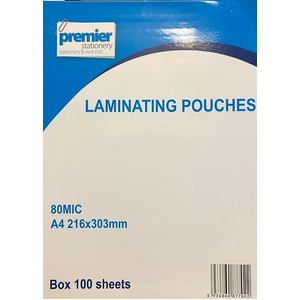 premier
stationery
stationery & wot not.....
LAMINATING POUCHES
80MIC
A4 216x303mm
Box 100 sheets